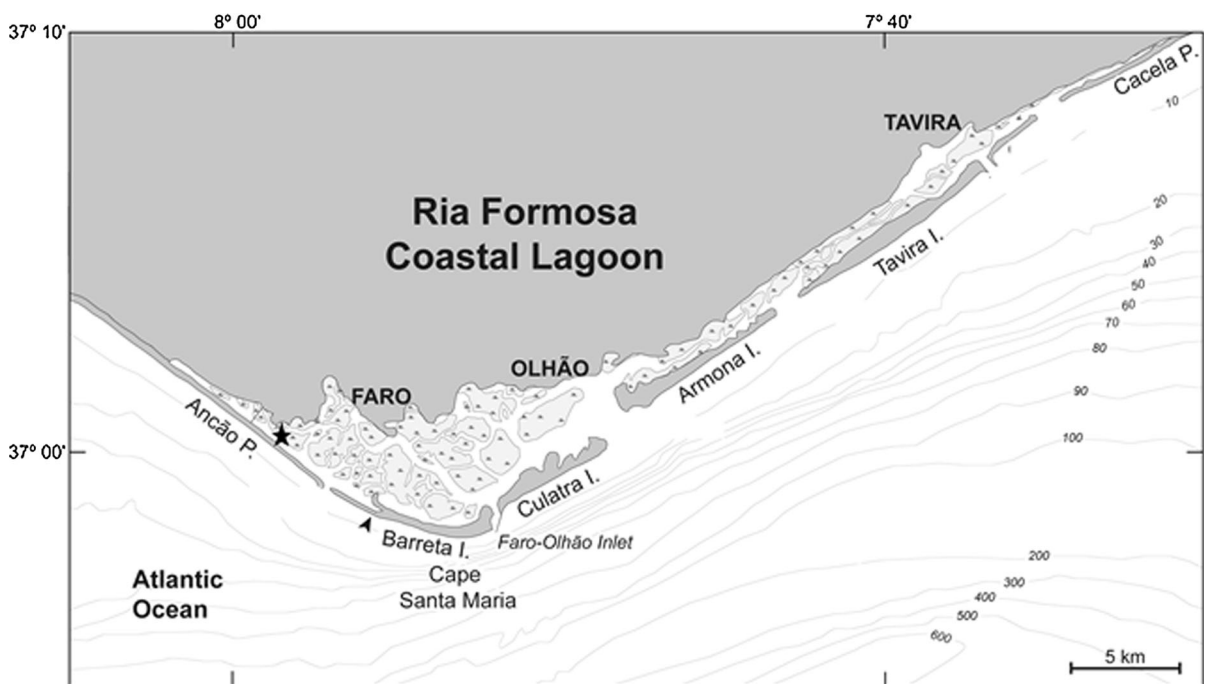 8º 00'
7º 40'
37º 10'
Cacela P.
10
TAVIRA
Ria Formosa
Coastal Lagoon
20
Tavira I.
30
40
50
60
70
80
OLHÃO
Armona I.
90
FARO
Ancão P.
100
37º 00'
Culatra I.
Barreta I.
Faro-Olhão Inlet
Cape
Santa Maria
Atlantic
Ocean
200
300
400
500
600
5 km